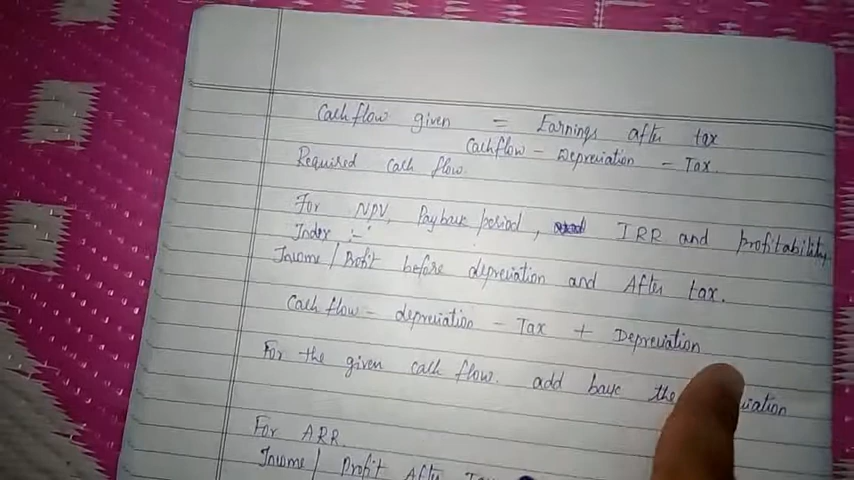 Cash flow given = Earnings after tax
Cashflow - Depreciation - Tax.
Required cash flow.
For NPV, Payback period, IRR and profitability
Index :-
Income / Profit before depreciation and After tax.
Cash flow - depreciation - Tax + Depreciation
For the given cash flow. add back the
For ARR.
Income / Profit After Tax